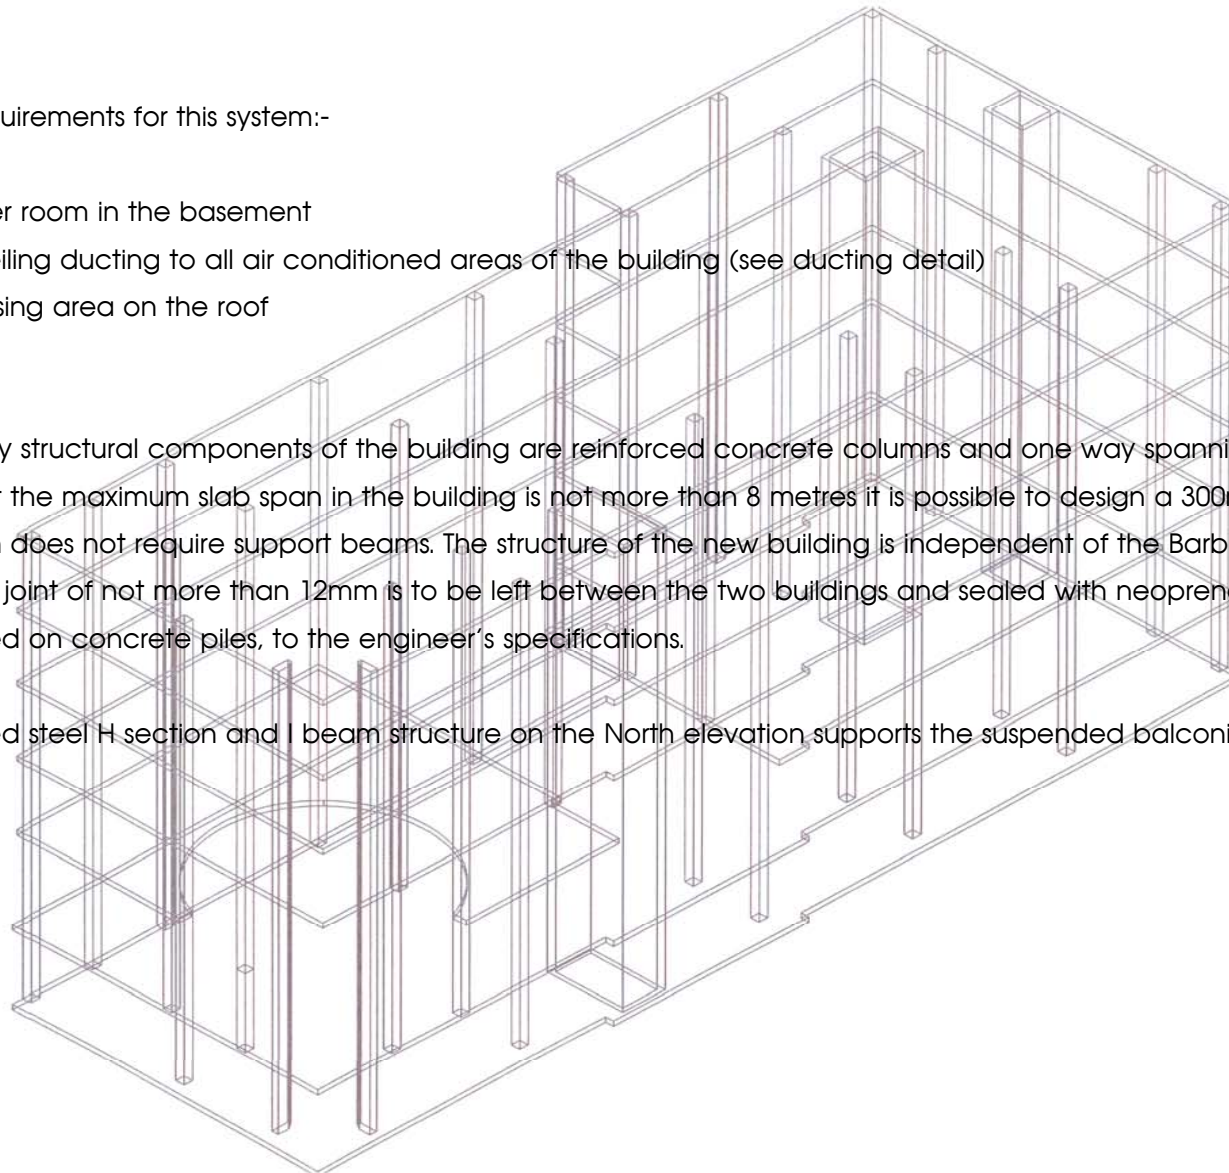 uirements for this system:-
er room in the basement
iling ducting to all air conditioned areas of the building (see ducting detail)
sing area on the roof
y structural components of the building are reinforced concrete columns and one way spanni
t the maximum slab span in the building is not more than 8 metres it is possible to design a 300
n does not require support beams. The structure of the new building is independent of the Barb
joint of not more than 12mm is to be left between the two buildings and sealed with neopren
ed on concrete piles, to the engineer's specifications.
ed steel H section and I beam structure on the North elevation supports the suspended balconi